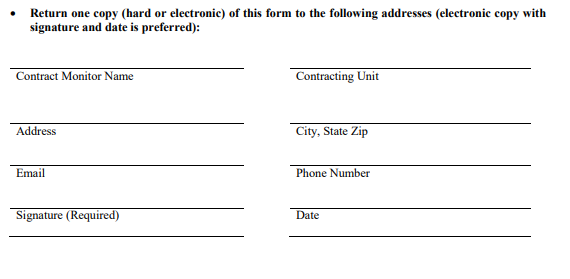 • Return one copy (hard or electronic) of this form to the following addresses (electronic copy with
signature and date is preferred):
Contract Monitor Name
Contracting Unit
Address
City, State Zip
Email
Phone Number
Signature (Required)
Date